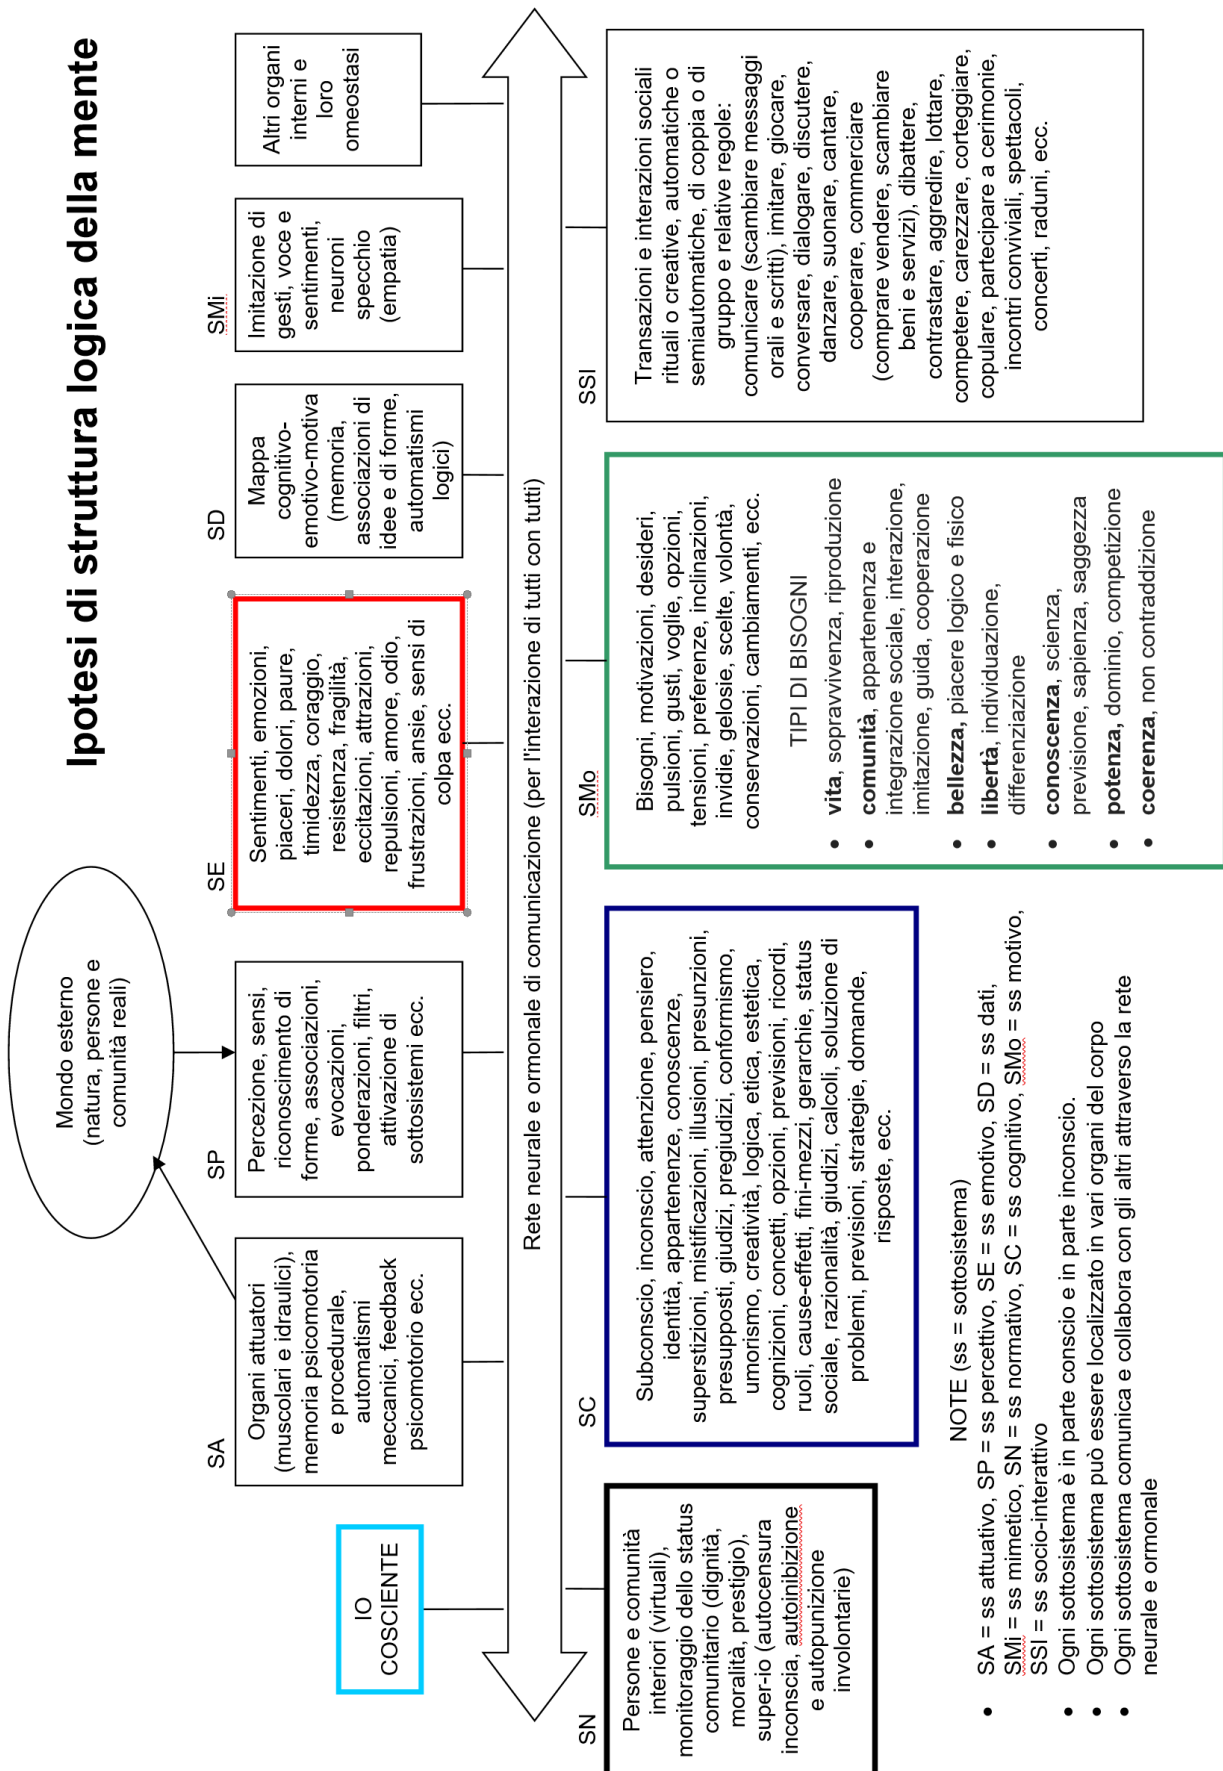 Ipotesi di struttura logica della mente
Mondo esterno
(natura, persone e
comunità reali)
IO
COSCIENTE
SA
Organi attuatori
(muscolari e idraulici),
memoria psicomotoria
e procedurale,
automatismi
meccanici, feedback
psicomotorio ecc.
SP
Percezione, sensi,
riconoscimento di
forme, associazioni,
evocazioni,
ponderazioni, filtri,
attivazione di
sottosistemi ecc.
SE
Sentimenti, emozioni,
piaceri, dolori, paure,
timidezza, coraggio,
resistenza, fragilità,
eccitazioni, attrazioni,
repulsioni, amore, odio,
frustrazioni, ansie, sensi di
colpa ecc.
SD
Mappa
cognitivo-
emotivo-motiva
(memoria,
associazioni di
idee e di forme,
automatismi
logici)
SMi
Imitazione di
gesti, voce e
sentimenti,
neuroni
specchio
(empatia)
Altri organi
interni e
loro
omeostasi
Rete neurale e ormonale di comunicazione (per l'interazione di tutti con tutti)
SN
Persone e comunità
interiori (virtuali),
monitoraggio dello status
comunitario (dignità,
moralità, prestigio),
super-io (autocensura
inconscia, autoinibizione
e autopunizione
involontarie)
SC
Subconscio, inconscio, attenzione, pensiero,
identità, appartenenze, conoscenze,
superstizioni, mistificazioni, illusioni, presunzioni,
presupposti, giudizi, pregiudizi, conformismo,
umorismo, creatività, logica, etica, estetica,
cognizioni, concetti, opzioni, previsioni, ricordi,
ruoli, cause-effetti, fini-mezzi, gerarchie, status
sociale, razionalità, giudizi, calcoli, soluzione di
problemi, previsioni, strategie, domande,
risposte, ecc.
SMo
Bisogni, motivazioni, desideri,
pulsioni, gusti, voglie, opzioni,
tensioni, preferenze, inclinazioni,
invidie, gelosie, scelte, volontà,
conservazioni, cambiamenti, ecc.
TIPI DI BISOGNI
• vita, sopravvivenza, riproduzione
• comunità, appartenenza e
integrazione sociale, interazione,
imitazione, guida, cooperazione
• bellezza, piacere logico e fisico
• libertà, individuazione,
differenziazione
• conoscenza, scienza,
previsione, sapienza, saggezza
• potenza, dominio, competizione
• coerenza, non contraddizione
SSI
Transazioni e interazioni sociali
rituali o creative, automatiche o
semiautomatiche, di coppia o di
gruppo e relative regole:
comunicare (scambiare messaggi
orali e scritti), imitare, giocare,
conversare, dialogare, discutere,
danzare, suonare, cantare,
cooperare, commerciare
(comprare vendere, scambiare
beni e servizi), dibattere,
contrastare, aggredire, lottare,
competere, carezzare, corteggiare,
copulare, partecipare a cerimonie,
incontri conviviali, spettacoli,
concerti, raduni, ecc.
NOTE (ss = sottosistema)
• SA = ss attuativo, SP = ss percettivo, SE = ss emotivo, SD = ss dati,
SMi = ss mimetico, SN = ss normativo, SC = ss cognitivo, SMo = ss motivo,
SSI = ss socio-interattivo
• Ogni sottosistema è in parte conscio e in parte inconscio.
• Ogni sottosistema può essere localizzato in vari organi del corpo
• Ogni sottosistema comunica e collabora con gli altri attraverso la rete
neurale e ormonale